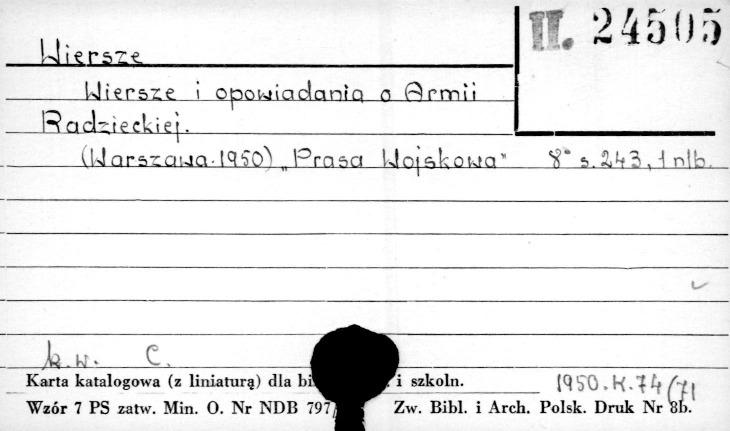 II. 24505
Wiersze
Wiersze i opowiadania o Armii
Radzieckiej.
(Warszawa.1950) „Prasa Wojskowa" 8° s.243, 1 nlb.
k.w. C.
Karta katalogowa (z liniaturą) dla i szkoln.
1950.K.74/71
Wzór 7 PS zatw. Min. O. Nr NDB 797/ Zw. Bibl. i Arch. Polsk. Druk Nr 8b.